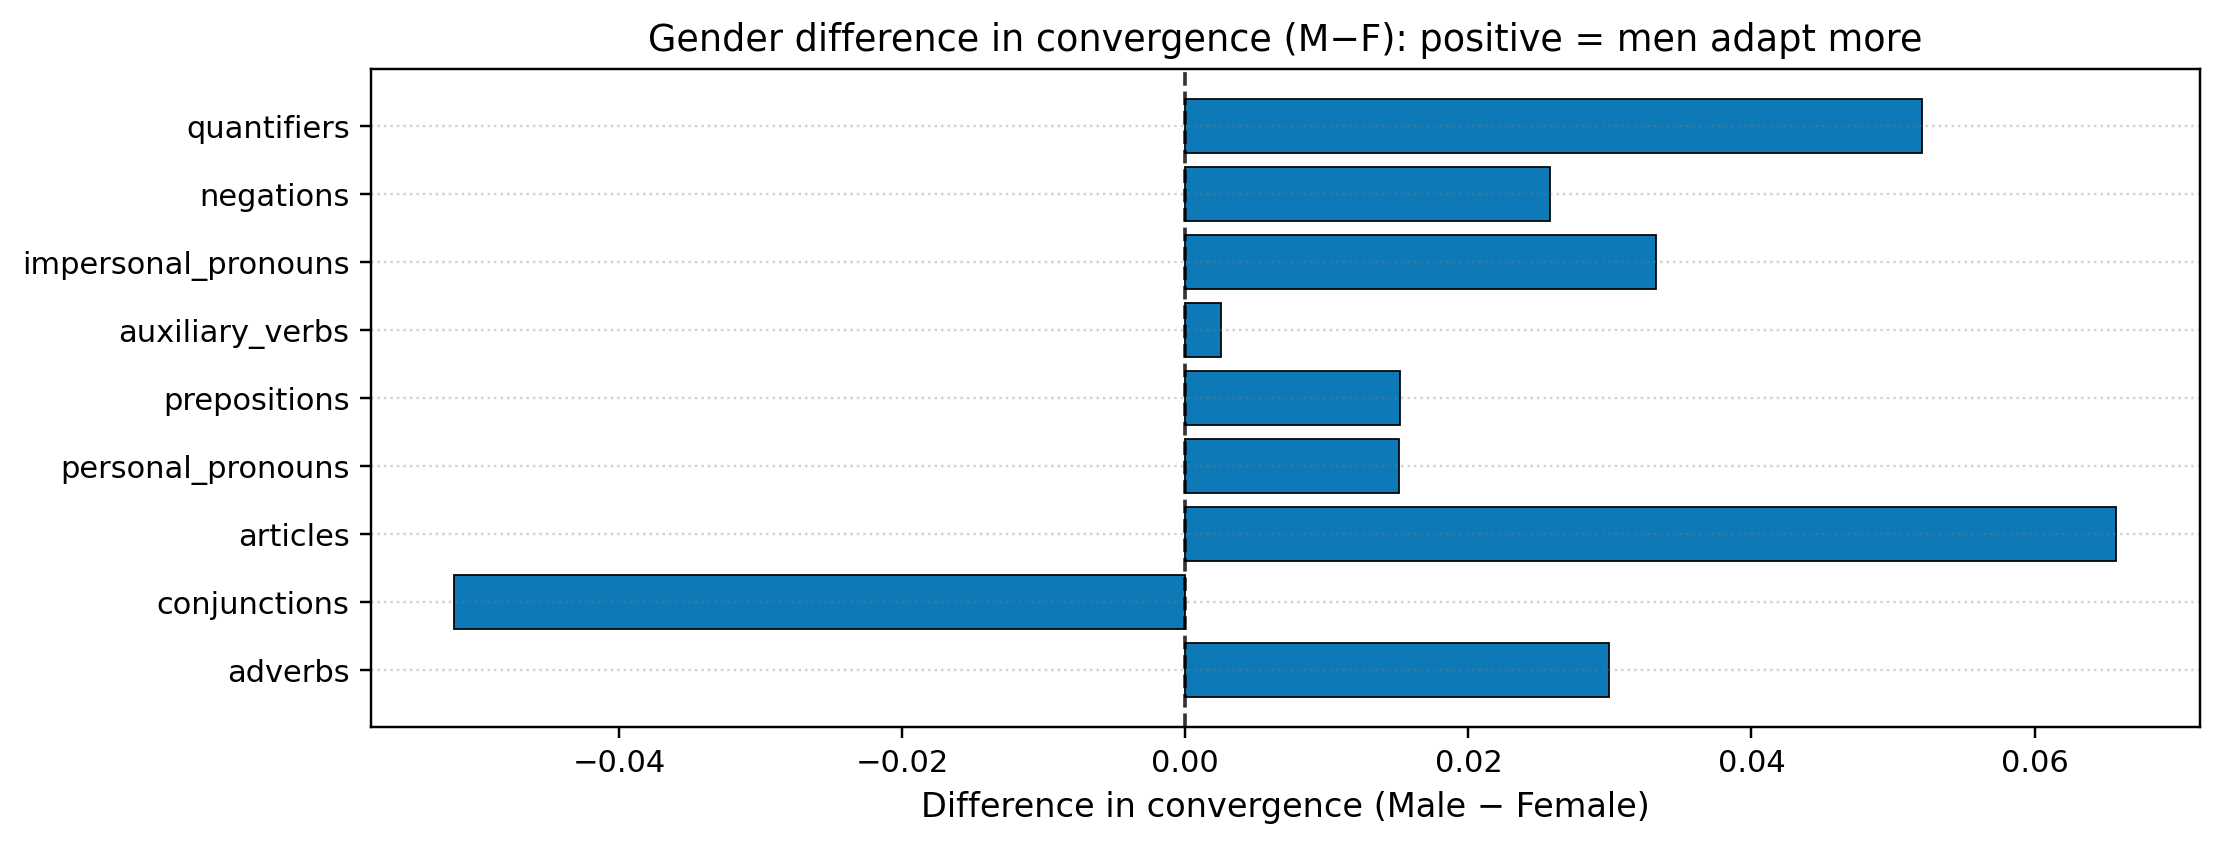 Gender difference in convergence (M−F): positive = men adapt more
quantifiers
negations
impersonal_pronouns
auxiliary_verbs
prepositions
personal_pronouns
articles
conjunctions
adverbs
−0.04 −0.02 0.00 0.02 0.04 0.06
Difference in convergence (Male − Female)